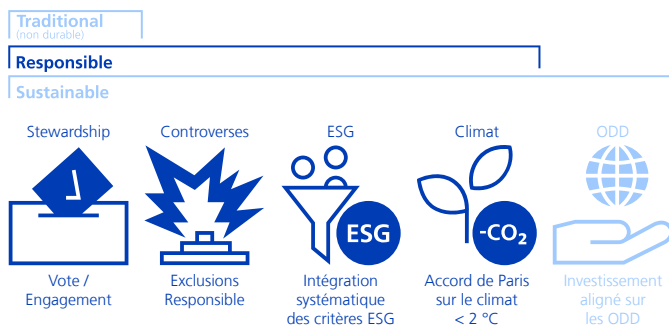 Traditional
(non durable)
Responsible
Sustainable
Stewardship
Controverses
ESG
Climat
ODD
ESG
-CO₂
Vote /
Engagement
Exclusions
Responsible
Intégration
systématique
des critères ESG
Accord de Paris
sur le climat
< 2 °C
Investissement
aligné sur
les ODD